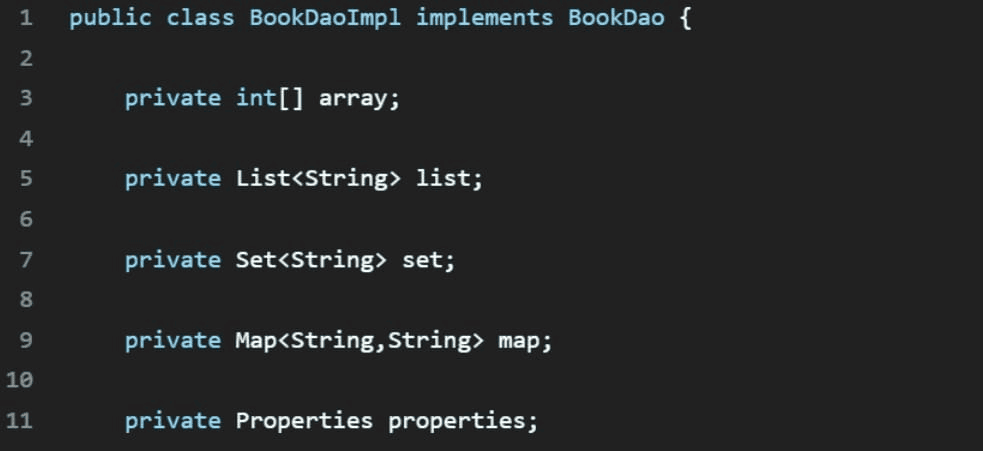 1 public class BookDaoImpl implements BookDao {
2
3 private int[] array;
4
5 private List<String> list;
6
7 private Set<String> set;
8
9 private Map<String,String> map;
10
11 private Properties properties;